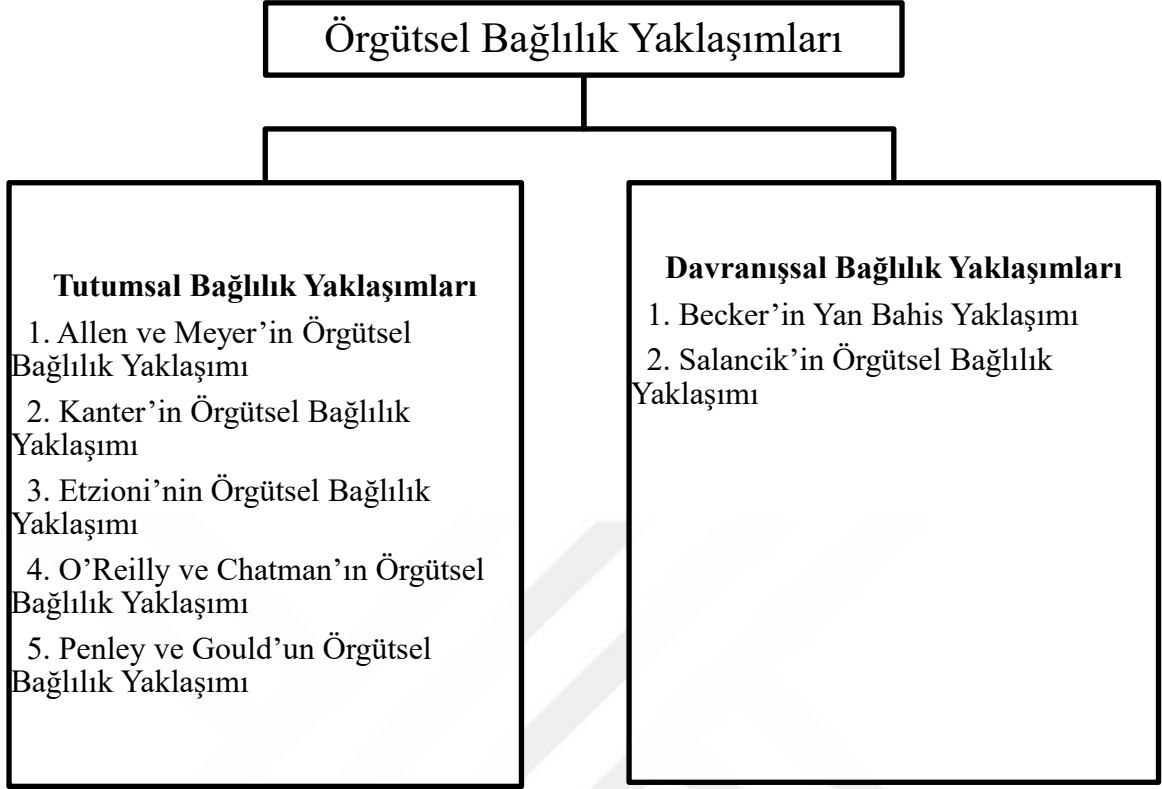 Örgütsel Bağlılık Yaklaşımları
Tutumsal Bağlılık Yaklaşımları
1. Allen ve Meyer’in Örgütsel
Bağlılık Yaklaşımı
2. Kanter’in Örgütsel Bağlılık
Yaklaşımı
3. Etzioni’nin Örgütsel Bağlılık
Yaklaşımı
4. O’Reilly ve Chatman’ın Örgütsel
Bağlılık Yaklaşımı
5. Penley ve Gould’un Örgütsel
Bağlılık Yaklaşımı
Davranışsal Bağlılık Yaklaşımları
1. Becker’in Yan Bahis Yaklaşımı
2. Salancik’in Örgütsel Bağlılık
Yaklaşımı